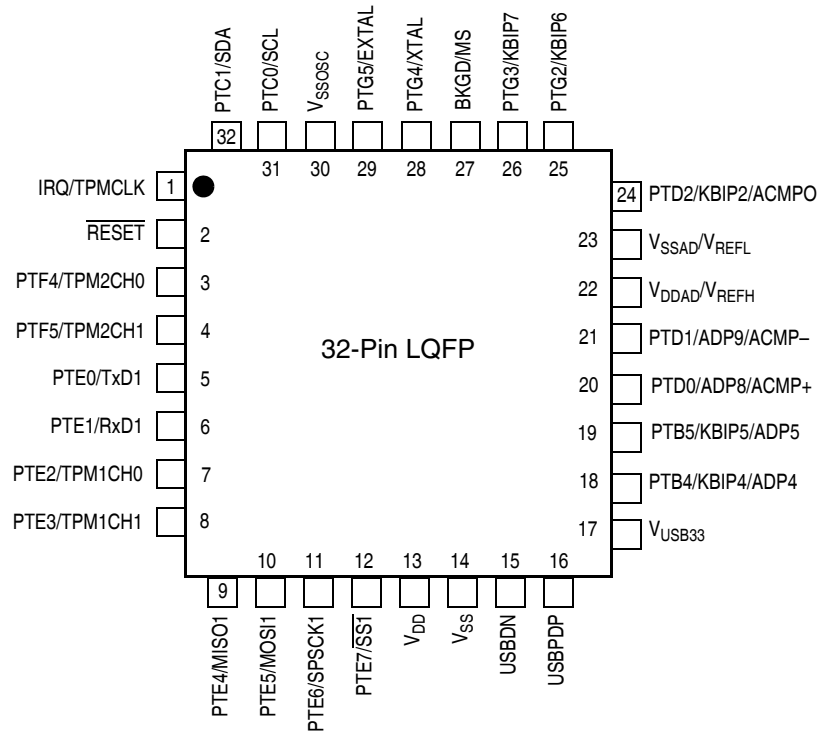 PTC1/SDA
PTC0/SCL
VSSOSC
PTG5/EXTAL
PTG4/XTAL
BKGD/MS
PTG3/KBIP7
PTG2/KBIP6
32
31
30
29
28
27
26
25
IRQ/TPMCLK
1
RESET
2
PTF4/TPM2CH0
3
PTF5/TPM2CH1
4
PTE0/TxD1
5
PTE1/RxD1
6
PTE2/TPM1CH0
7
PTE3/TPM1CH1
8
32-Pin LQFP
24
PTD2/KBIP2/ACMPO
23
VSSAD/VREFL
22
VDDAD/VREFH
21
PTD1/ADP9/ACMP–
20
PTD0/ADP8/ACMP+
19
PTB5/KBIP5/ADP5
18
PTB4/KBIP4/ADP4
17
VUSB33
9
10
11
12
13
14
15
16
PTE4/MISO1
PTE5/MOSI1
PTE6/SPSCK1
PTE7/SS1
VDD
VSS
USBDN
USBPDP